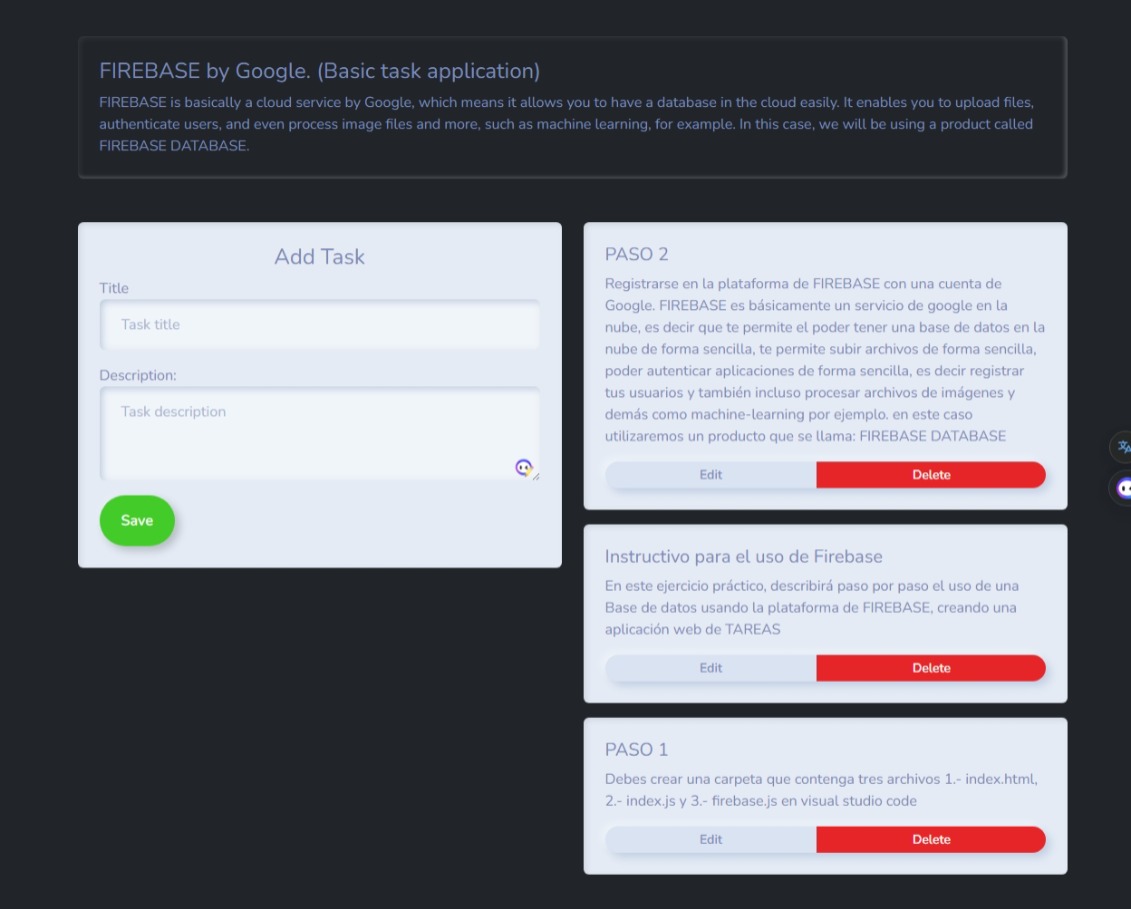 FIREBASE by Google. (Basic task application)
FIREBASE is basically a cloud service by Google, which means it allows you to have a database in the cloud easily. It enables you to upload files,
authenticate users, and even process image files and more, such as machine learning, for example. In this case, we will be using a product called
FIREBASE DATABASE.
Add Task
Title
Task title
Description:
Task description
Save
PASO 2
Registrarse en la plataforma de FIREBASE con una cuenta de
Google. FIREBASE es básicamente un servicio de google en la
nube, es decir que te permite el poder tener una base de datos en la
nube de forma sencilla, te permite subir archivos de forma sencilla,
poder autenticar aplicaciones de forma sencilla, es decir registrar
tus usuarios y también incluso procesar archivos de imágenes y
demás como machine-learning por ejemplo. en este caso
utilizaremos un producto que se llama: FIREBASE DATABASE
Edit
Delete
Instructivo para el uso de Firebase
En este ejercicio práctico, describirá paso por paso el uso de una
Base de datos usando la plataforma de FIREBASE, creando una
aplicación web de TAREAS
Edit
Delete
PASO 1
Debes crear una carpeta que contenga tres archivos 1.- index.html,
2.- index.js y 3.- firebase.js en visual studio code
Edit
Delete